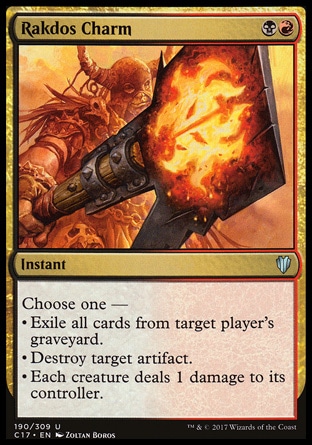 Rakdos Charm
Instant
Choose one —
• Exile all cards from target player's
graveyard.
• Destroy target artifact.
• Each creature deals 1 damage to its
controller.
190/309 U
C17 • EN Zoltan Boros
™ & © 2017 Wizards of the Coast